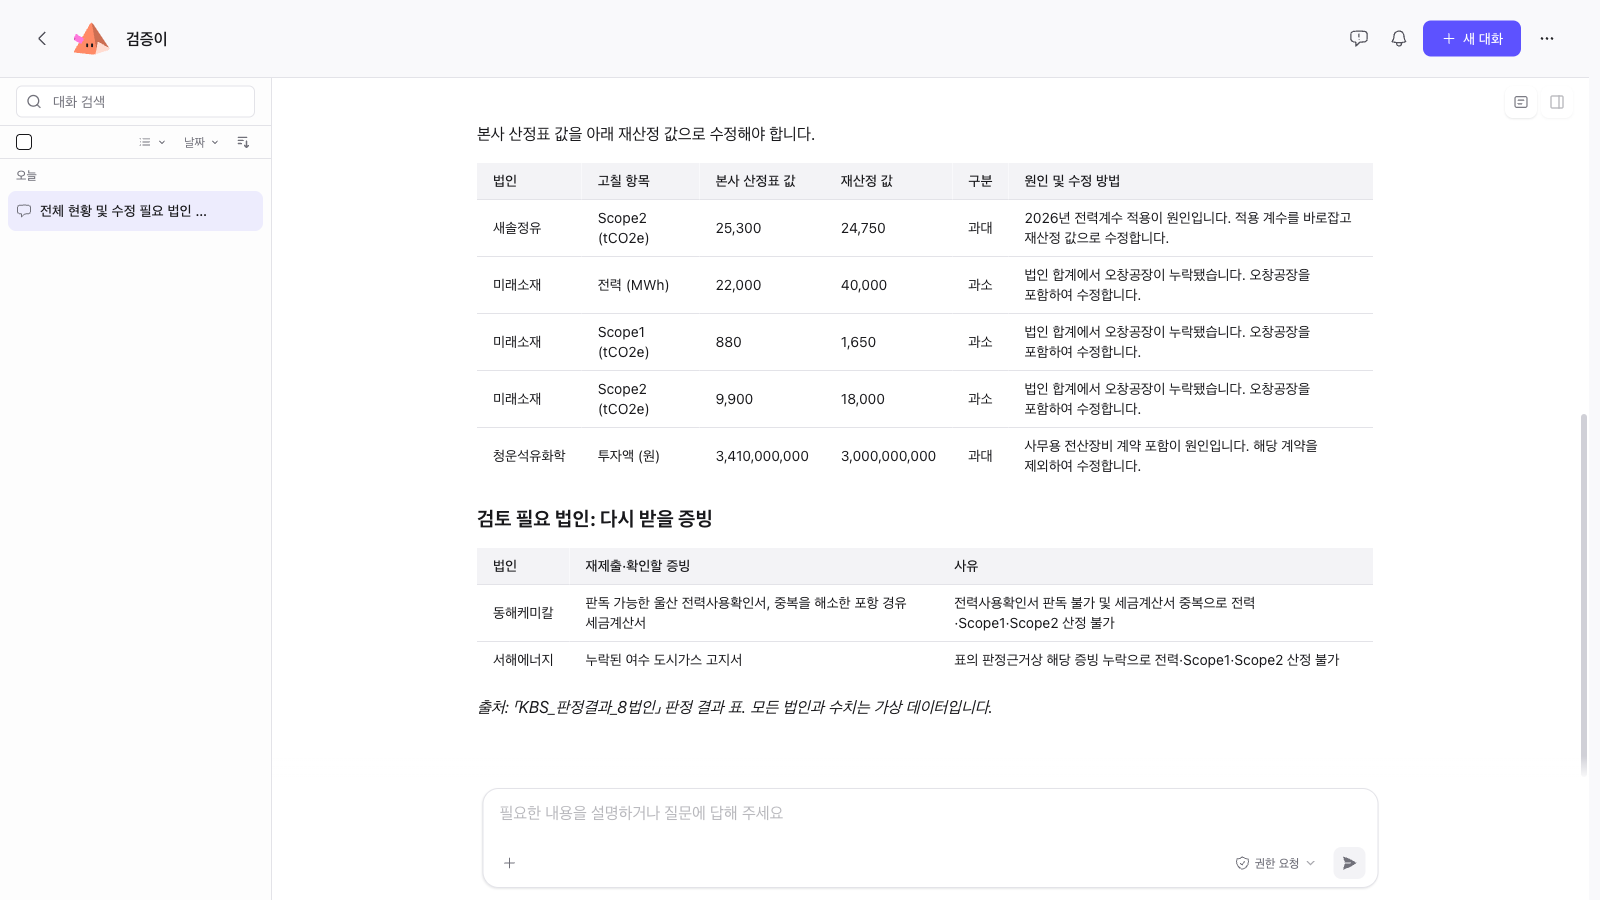 검증이
새 대화
대화 검색
날짜
오늘
전체 현황 및 수정 필요 법인 ...
본사 산정표 값을 아래 재산정 값으로 수정해야 합니다.
법인 고칠 항목 본사 산정표 값 재산정 값 구분 원인 및 수정 방법
새솔정유 Scope2 (tCO2e) 25,300 24,750 과대 2026년 전력계수 적용이 원인입니다. 적용 계수를 바로잡고
재산정 값으로 수정합니다.
미래소재 전력 (MWh) 22,000 40,000 과소 법인 합계에서 오창공장이 누락됐습니다. 오창공장을
포함하여 수정합니다.
미래소재 Scope1 (tCO2e) 880 1,650 과소 법인 합계에서 오창공장이 누락됐습니다. 오창공장을
포함하여 수정합니다.
미래소재 Scope2 (tCO2e) 9,900 18,000 과소 법인 합계에서 오창공장이 누락됐습니다. 오창공장을
포함하여 수정합니다.
청운석유화학 투자액 (원) 3,410,000,000 3,000,000,000 과대 사무용 전산장비 계약 포함이 원인입니다. 해당 계약을
제외하여 수정합니다.
검토 필요 법인: 다시 받을 증빙
법인 재제출·확인할 증빙 사유
동해케미칼 판독 가능한 울산 전력사용확인서, 중복을 해소한 포항 경유
세금계산서 전력사용확인서 판독 불가 및 세금계산서 중복으로 전력
·Scope1·Scope2 산정 불가
서해에너지 누락된 여수 도시가스 고지서 표의 판정근거상 해당 증빙 누락으로 전력·Scope1·Scope2 산정 불가
출처: 「KBS_판정결과_8법인」 판정 결과 표. 모든 법인과 수치는 가상 데이터입니다.
필요한 내용을 설명하거나 질문에 답해 주세요
권한 요청